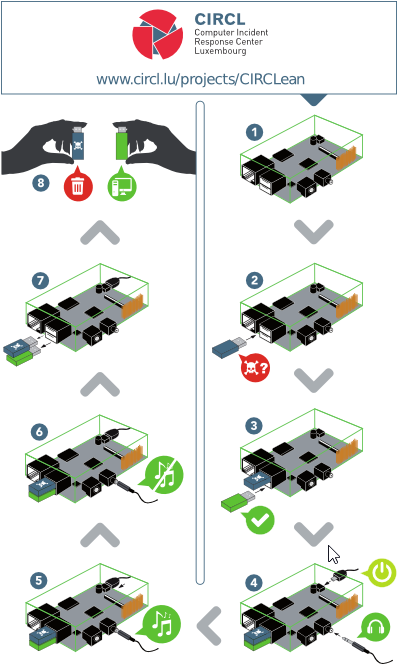 CIRCL
Computer Incident
Response Center
Luxembourg
www.circl.lu/projects/CIRCLean
1
2
?
3
4
5
6
7
8